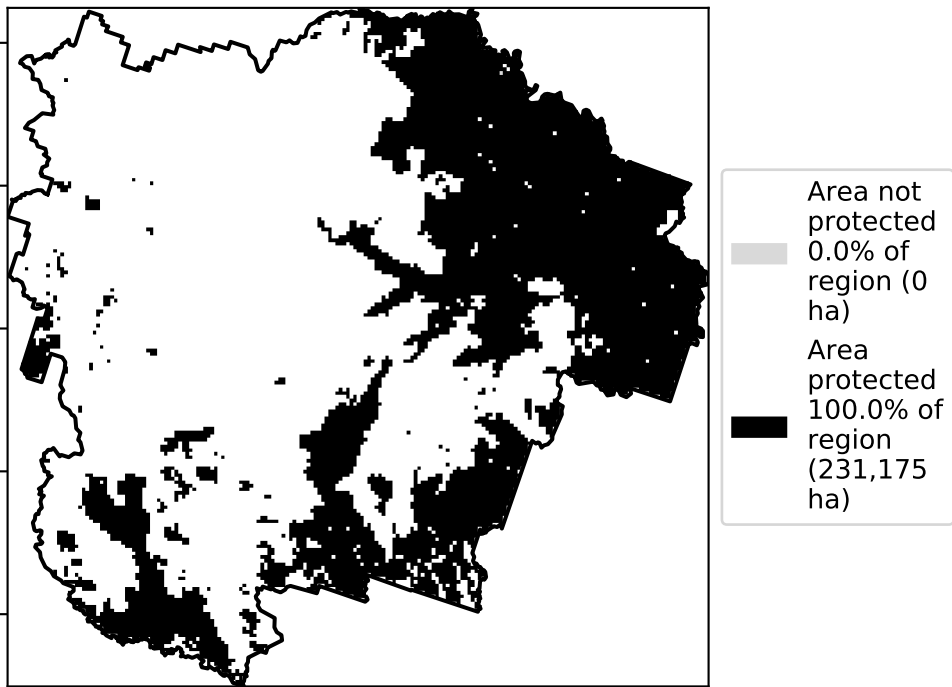 Area not
protected
0.0% of
region (0
ha)
Area
protected
100.0% of
region
(231,175
ha)